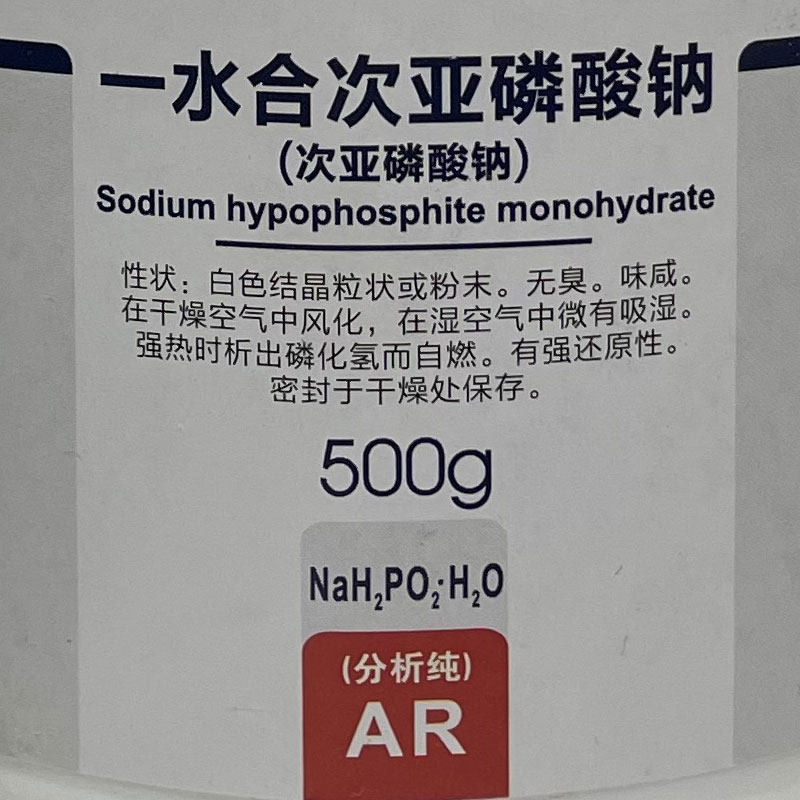 一水合次亚磷酸钠
(次亚磷酸钠)
Sodium hypophosphite monohydrate
性状：白色结晶粒状或粉末。无臭。味咸。
在干燥空气中风化，在湿空气中微有吸湿。
强热时析出磷化氢而自燃。有强还原性。
密封于干燥处保存。
500g
NaH₂PO₂·H₂O
(分析纯)
AR